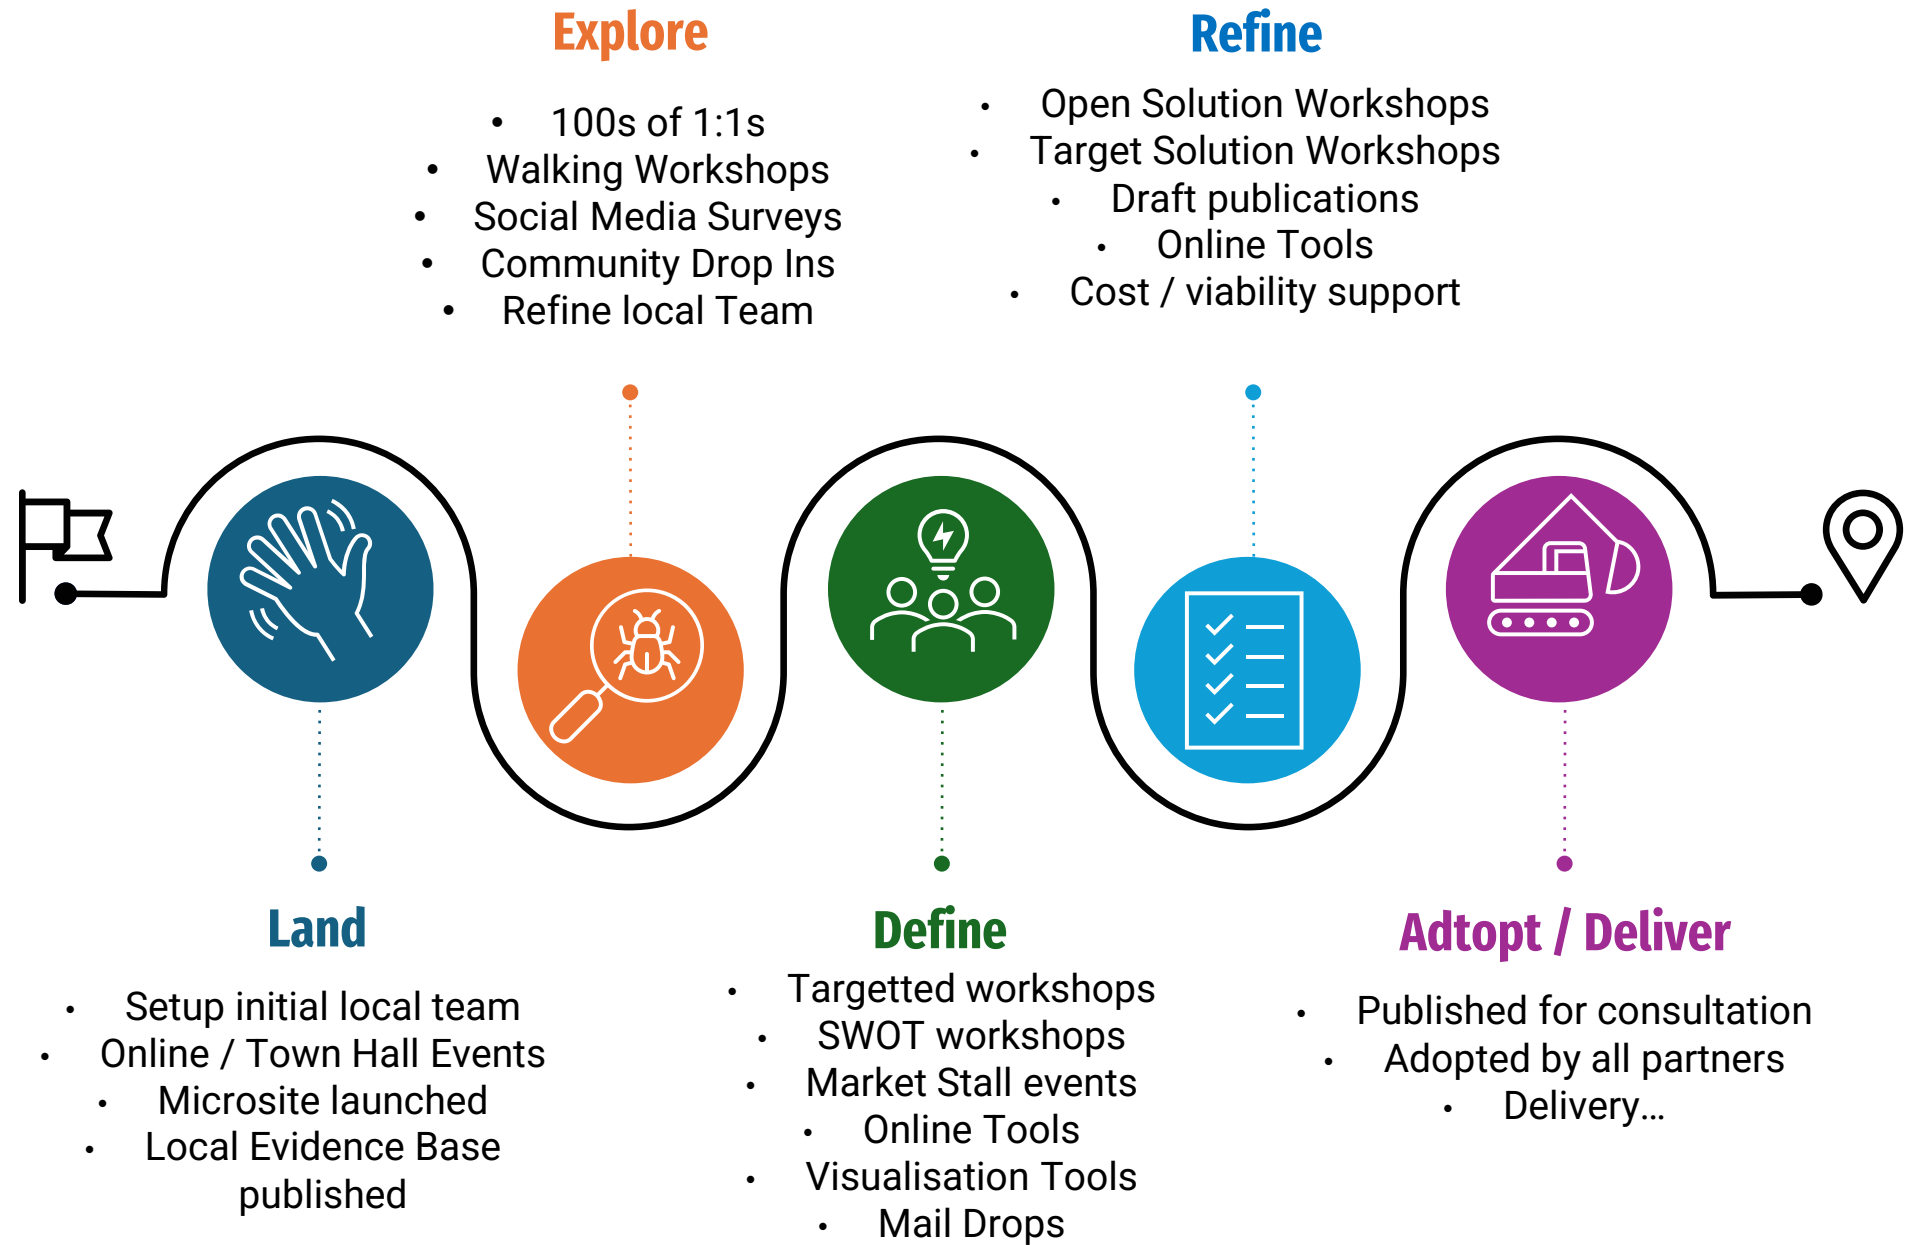 Explore
• 100s of 1:1s
• Walking Workshops
• Social Media Surveys
• Community Drop Ins
• Refine local Team
Refine
• Open Solution Workshops
• Target Solution Workshops
• Draft publications
• Online Tools
• Cost / viability support
Land
• Setup initial local team
• Online / Town Hall Events
• Microsite launched
• Local Evidence Base
published
Define
• Targetted workshops
• SWOT workshops
• Market Stall events
• Online Tools
• Visualisation Tools
• Mail Drops
Adtopt / Deliver
• Published for consultation
• Adopted by all partners
• Delivery...